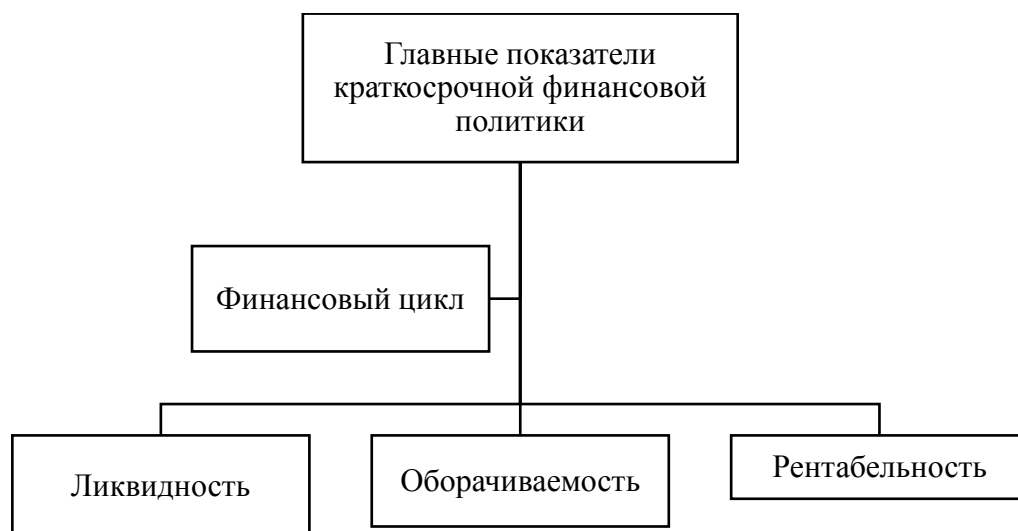 Главные показатели
краткосрочной финансовой
политики
Финансовый цикл
Ликвидность
Оборачиваемость
Рентабельность